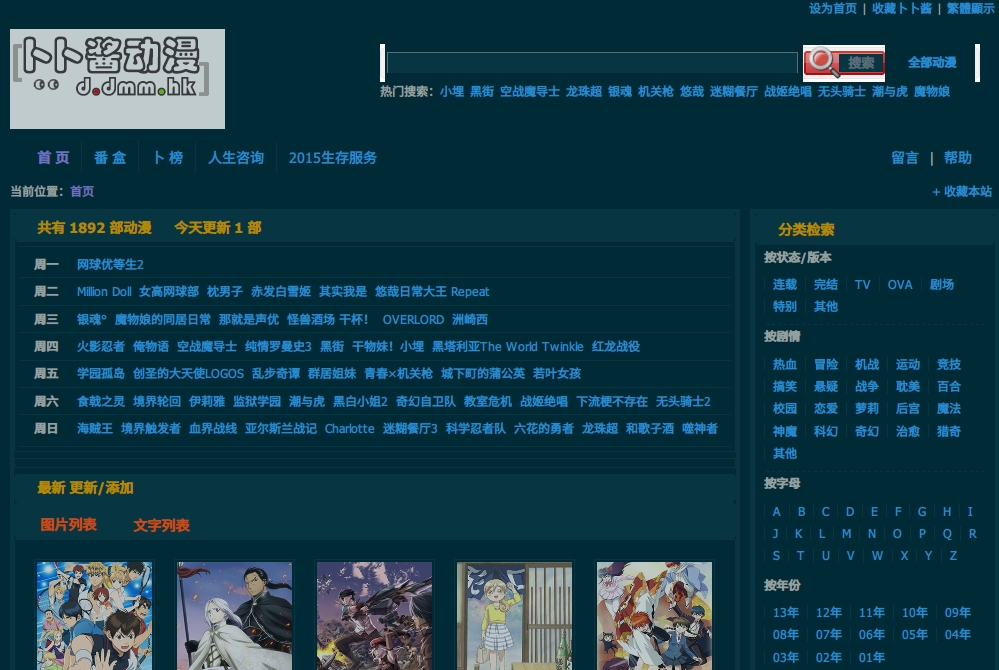 设为首页 | 收藏卜卜酱 | 繁體顯示
卜卜酱动漫
d.dmm.hk
搜索 全部动漫
热门搜索: 小埋 黑街 空战魔导士 龙珠超 银魂 机关枪 悠哉 迷糊餐厅 战姬绝唱 无头骑士 潮与虎 魔物娘
首 页 番 盒 卜 榜 人生咨询 2015生存服务 留言 | 帮助
当前位置: 首页 + 收藏本站
共有 1892 部动漫 今天更新 1 部
周一 网球优等生2
周二 Million Doll 女高网球部 枕男子 赤发白雪姬 其实我是 悠哉日常大王 Repeat
周三 银魂° 魔物娘的同居日常 那就是声优 怪兽酒场 干杯! OVERLORD 洲崎西
周四 火影忍者 俺物语 空战魔导士 纯情罗曼史3 黑街 干物妹! 小埋 黑塔利亚The World Twinkle 红龙战役
周五 学园孤岛 创圣的大天使LOGOS 乱步奇谭 群居姐妹 青春×机关枪 城下町的蒲公英 若叶女孩
周六 食戟之灵 境界轮回 伊莉雅 监狱学园 潮与虎 黑白小姐2 奇幻自卫队 教室危机 战姬绝唱 下流梗不存在 无头骑士2
周日 海贼王 境界触发者 血界战线 亚尔斯兰战记 Charlotte 迷糊餐厅3 科学忍者队 六花的勇者 龙珠超 和歌子酒 噬神者
最新 更新/添加
图片列表 文字列表
分类检索
按状态/版本
连载 完结 TV OVA 剧场
特别 其他
按剧情
热血 冒险 机战 运动 竞技
搞笑 悬疑 战争 耽美 百合
校园 恋爱 萝莉 后宫 魔法
神魔 科幻 奇幻 治愈 猎奇
其他
按字母
A B C D E F G H I
J K L M N O P Q R
S T U V W X Y Z
按年份
13年 12年 11年 10年 09年
08年 07年 06年 05年 04年
03年 02年 01年